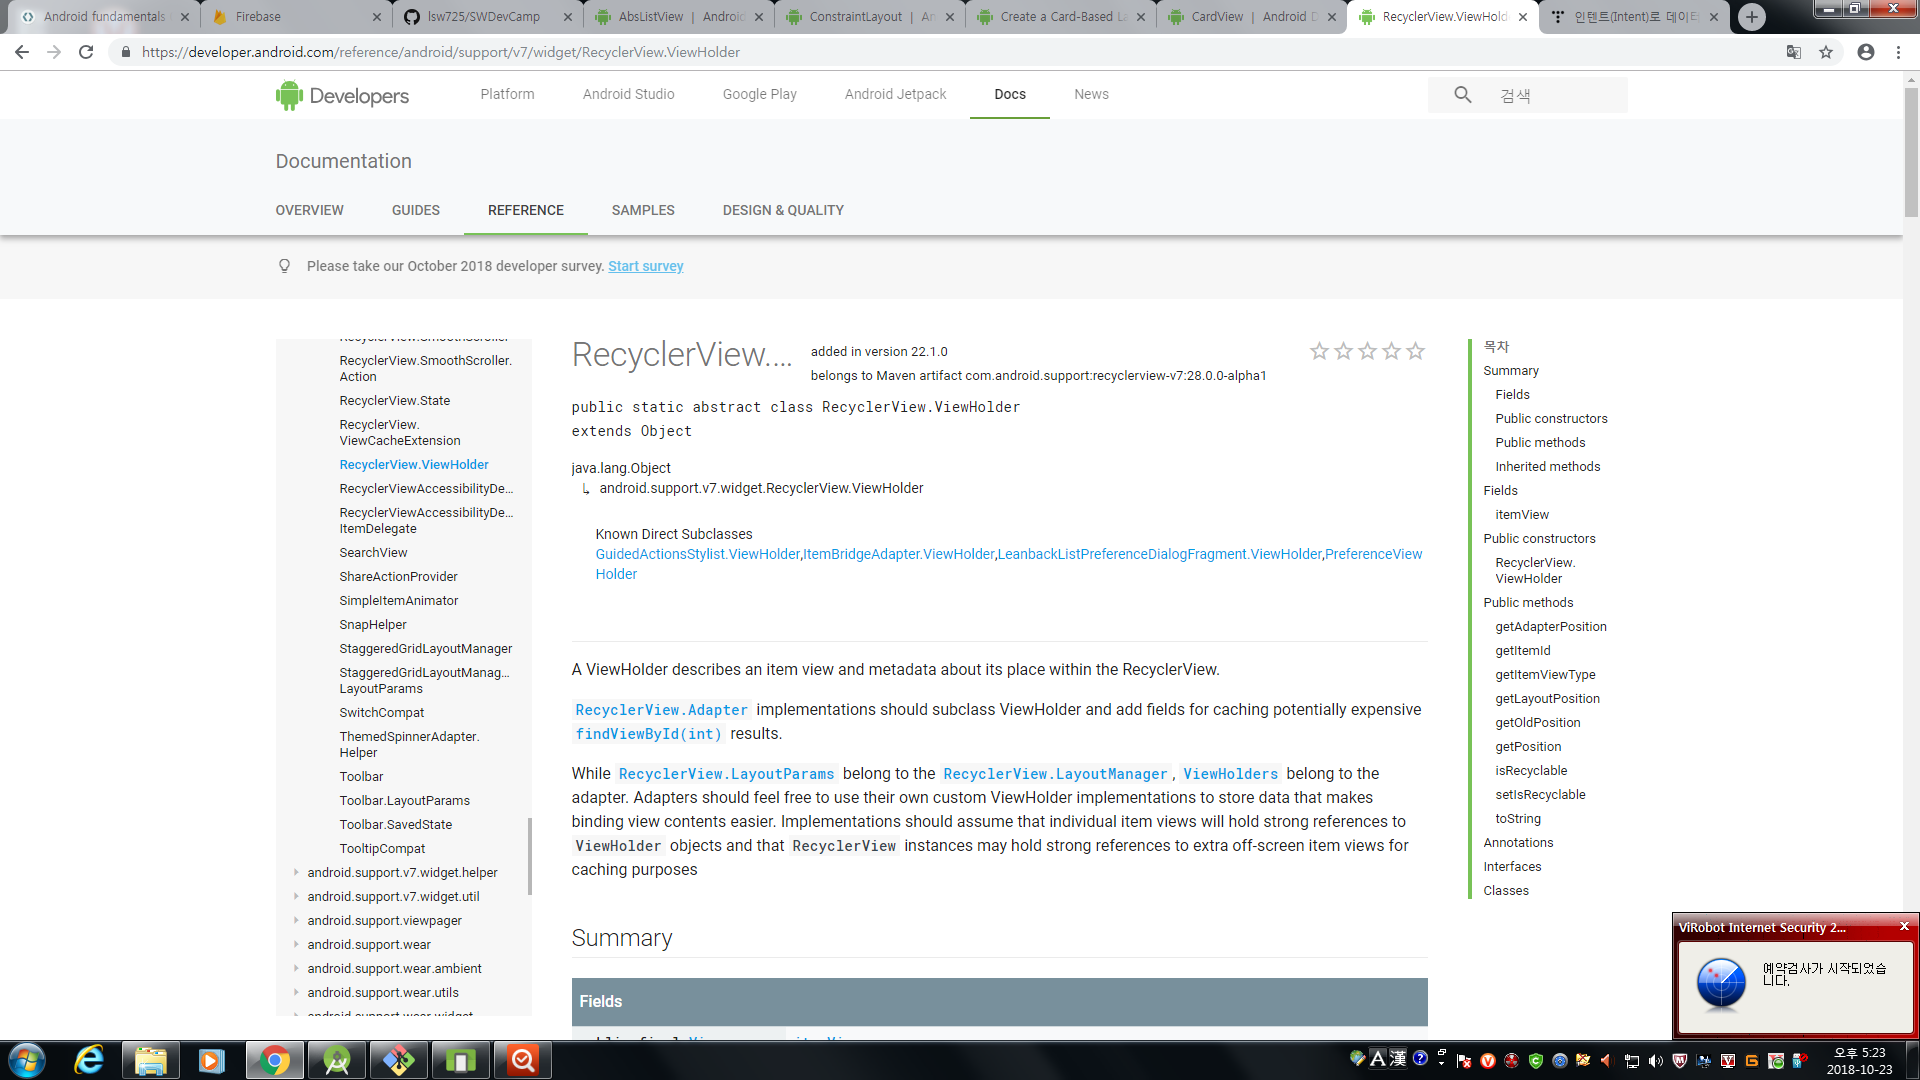 Android fundamentals
Firebase
lsw725/SWDevCamp
AbsListView | Android
ConstraintLayout | An
Create a Card-Based La
CardView | Android D
RecyclerView.ViewHold
인텐트(Intent)로 데이터
https://developer.android.com/reference/android/support/v7/widget/RecyclerView.ViewHolder
Developers
Platform
Android Studio
Google Play
Android Jetpack
Docs
News
검색
Documentation
OVERVIEW
GUIDES
REFERENCE
SAMPLES
DESIGN & QUALITY
Please take our October 2018 developer survey. Start survey
RecyclerView.SmoothScroller
RecyclerView.SmoothScroller.
Action
RecyclerView.State
RecyclerView.
ViewCacheExtension
RecyclerView.ViewHolder
RecyclerViewAccessibilityDe...
RecyclerViewAccessibilityDe...
ItemDelegate
SearchView
ShareActionProvider
SimpleItemAnimator
SnapHelper
StaggeredGridLayoutManager
StaggeredGridLayoutManag...
LayoutParams
SwitchCompat
ThemedSpinnerAdapter.
Helper
Toolbar
Toolbar.LayoutParams
Toolbar.SavedState
TooltipCompat
android.support.v7.widget.helper
android.support.v7.widget.util
android.support.viewpager
android.support.wear
android.support.wear.ambient
android.support.wear.utils
android.support.wear.widget
RecyclerView....
added in version 22.1.0
belongs to Maven artifact com.android.support:recyclerview-v7:28.0.0-alpha1
public static abstract class RecyclerView.ViewHolder
extends Object
java.lang.Object
↳ android.support.v7.widget.RecyclerView.ViewHolder
Known Direct Subclasses
GuidedActionsStylist.ViewHolder,ItemBridgeAdapter.ViewHolder,LeanbackListPreferenceDialogFragment.ViewHolder,PreferenceView
Holder
A ViewHolder describes an item view and metadata about its place within the RecyclerView.
RecyclerView.Adapter implementations should subclass ViewHolder and add fields for caching potentially expensive
findViewById(int) results.
While RecyclerView.LayoutParams belong to the RecyclerView.LayoutManager, ViewHolders belong to the
adapter. Adapters should feel free to use their own custom ViewHolder implementations to store data that makes
binding view contents easier. Implementations should assume that individual item views will hold strong references to
ViewHolder objects and that RecyclerView instances may hold strong references to extra off-screen item views for
caching purposes
Summary
Fields
목차
Summary
Fields
Public constructors
Public methods
Inherited methods
Fields
itemView
Public constructors
RecyclerView.
ViewHolder
Public methods
getAdapterPosition
getItemId
getItemViewType
getLayoutPosition
getOldPosition
getPosition
isRecyclable
setIsRecyclable
toString
Annotations
Interfaces
Classes
ViRobot Internet Security 2...
예약검사가 시작되었습
니다.
A 漢
오후 5:23
2018-10-23